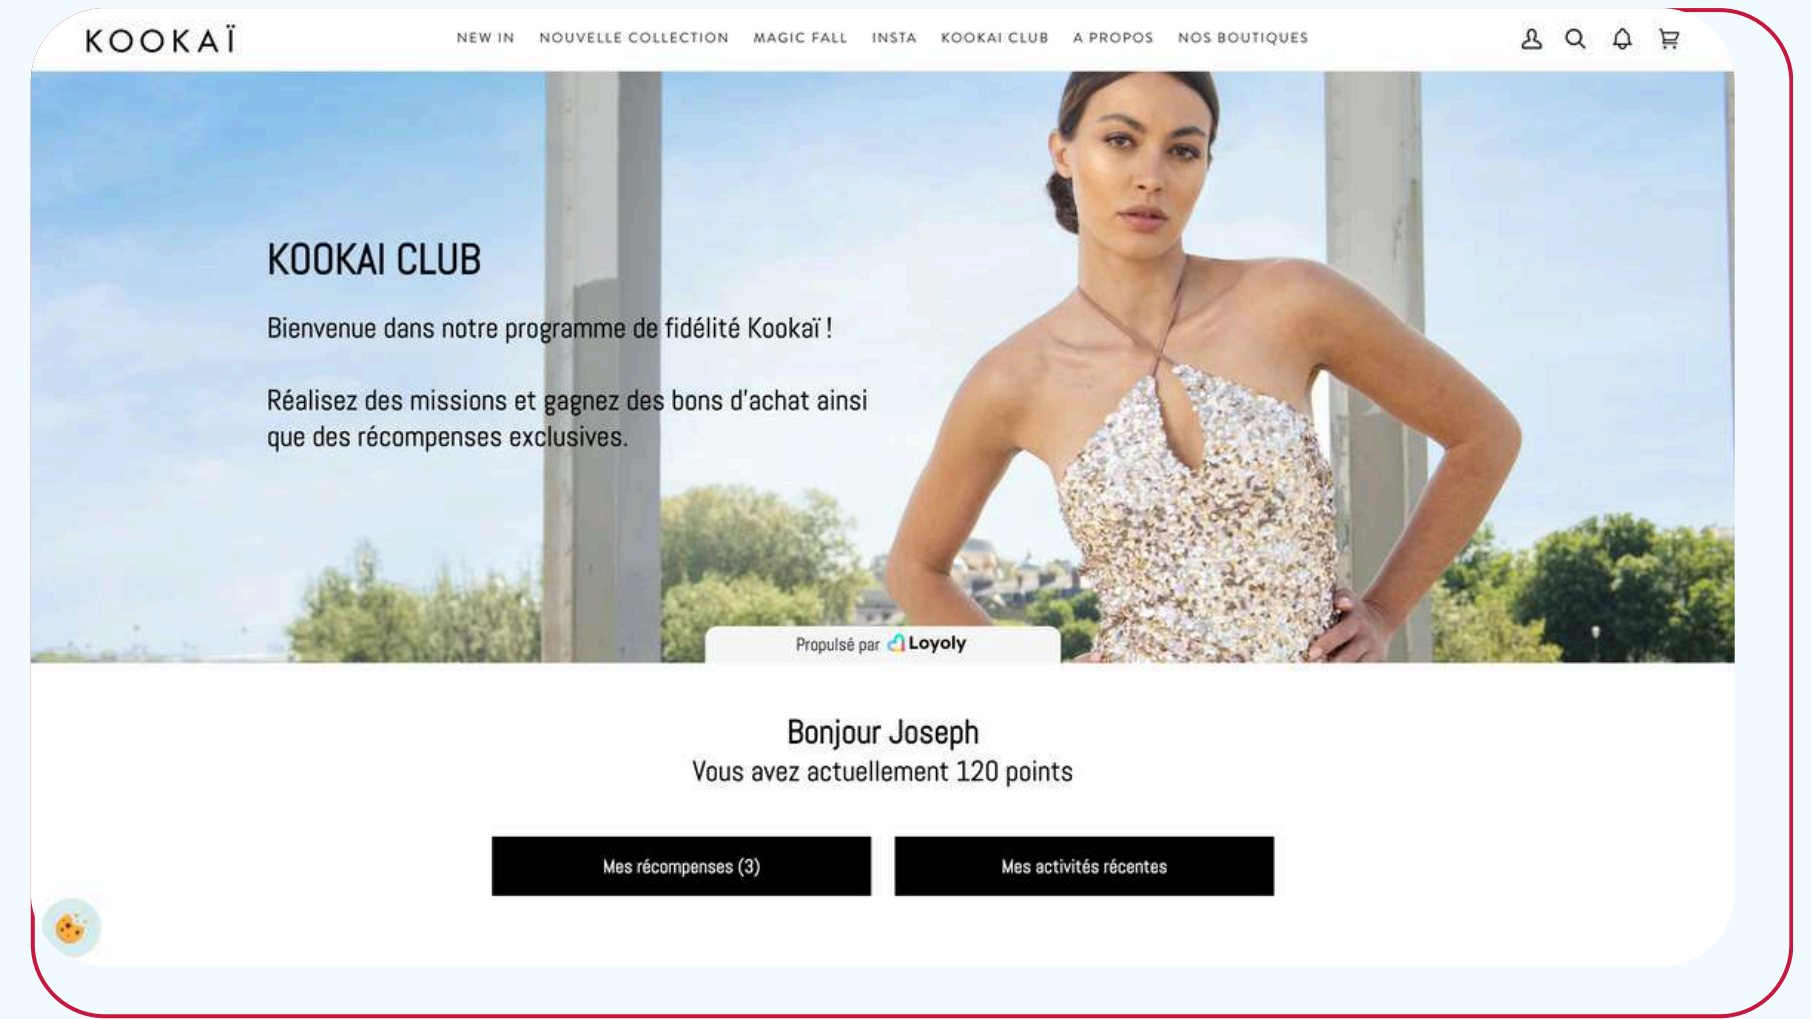 KOOKAÏ
NEW IN NOUVELLE COLLECTION MAGIC FALL INSTA KOOKAI CLUB A PROPOS NOS BOUTIQUES
KOOKAI CLUB
Bienvenue dans notre programme de fidélité Kookaï !
Réalisez des missions et gagnez des bons d'achat ainsi
que des récompenses exclusives.
Propulsé par Loyoly
Bonjour Joseph
Vous avez actuellement 120 points
Mes récompenses (3)
Mes activités récentes